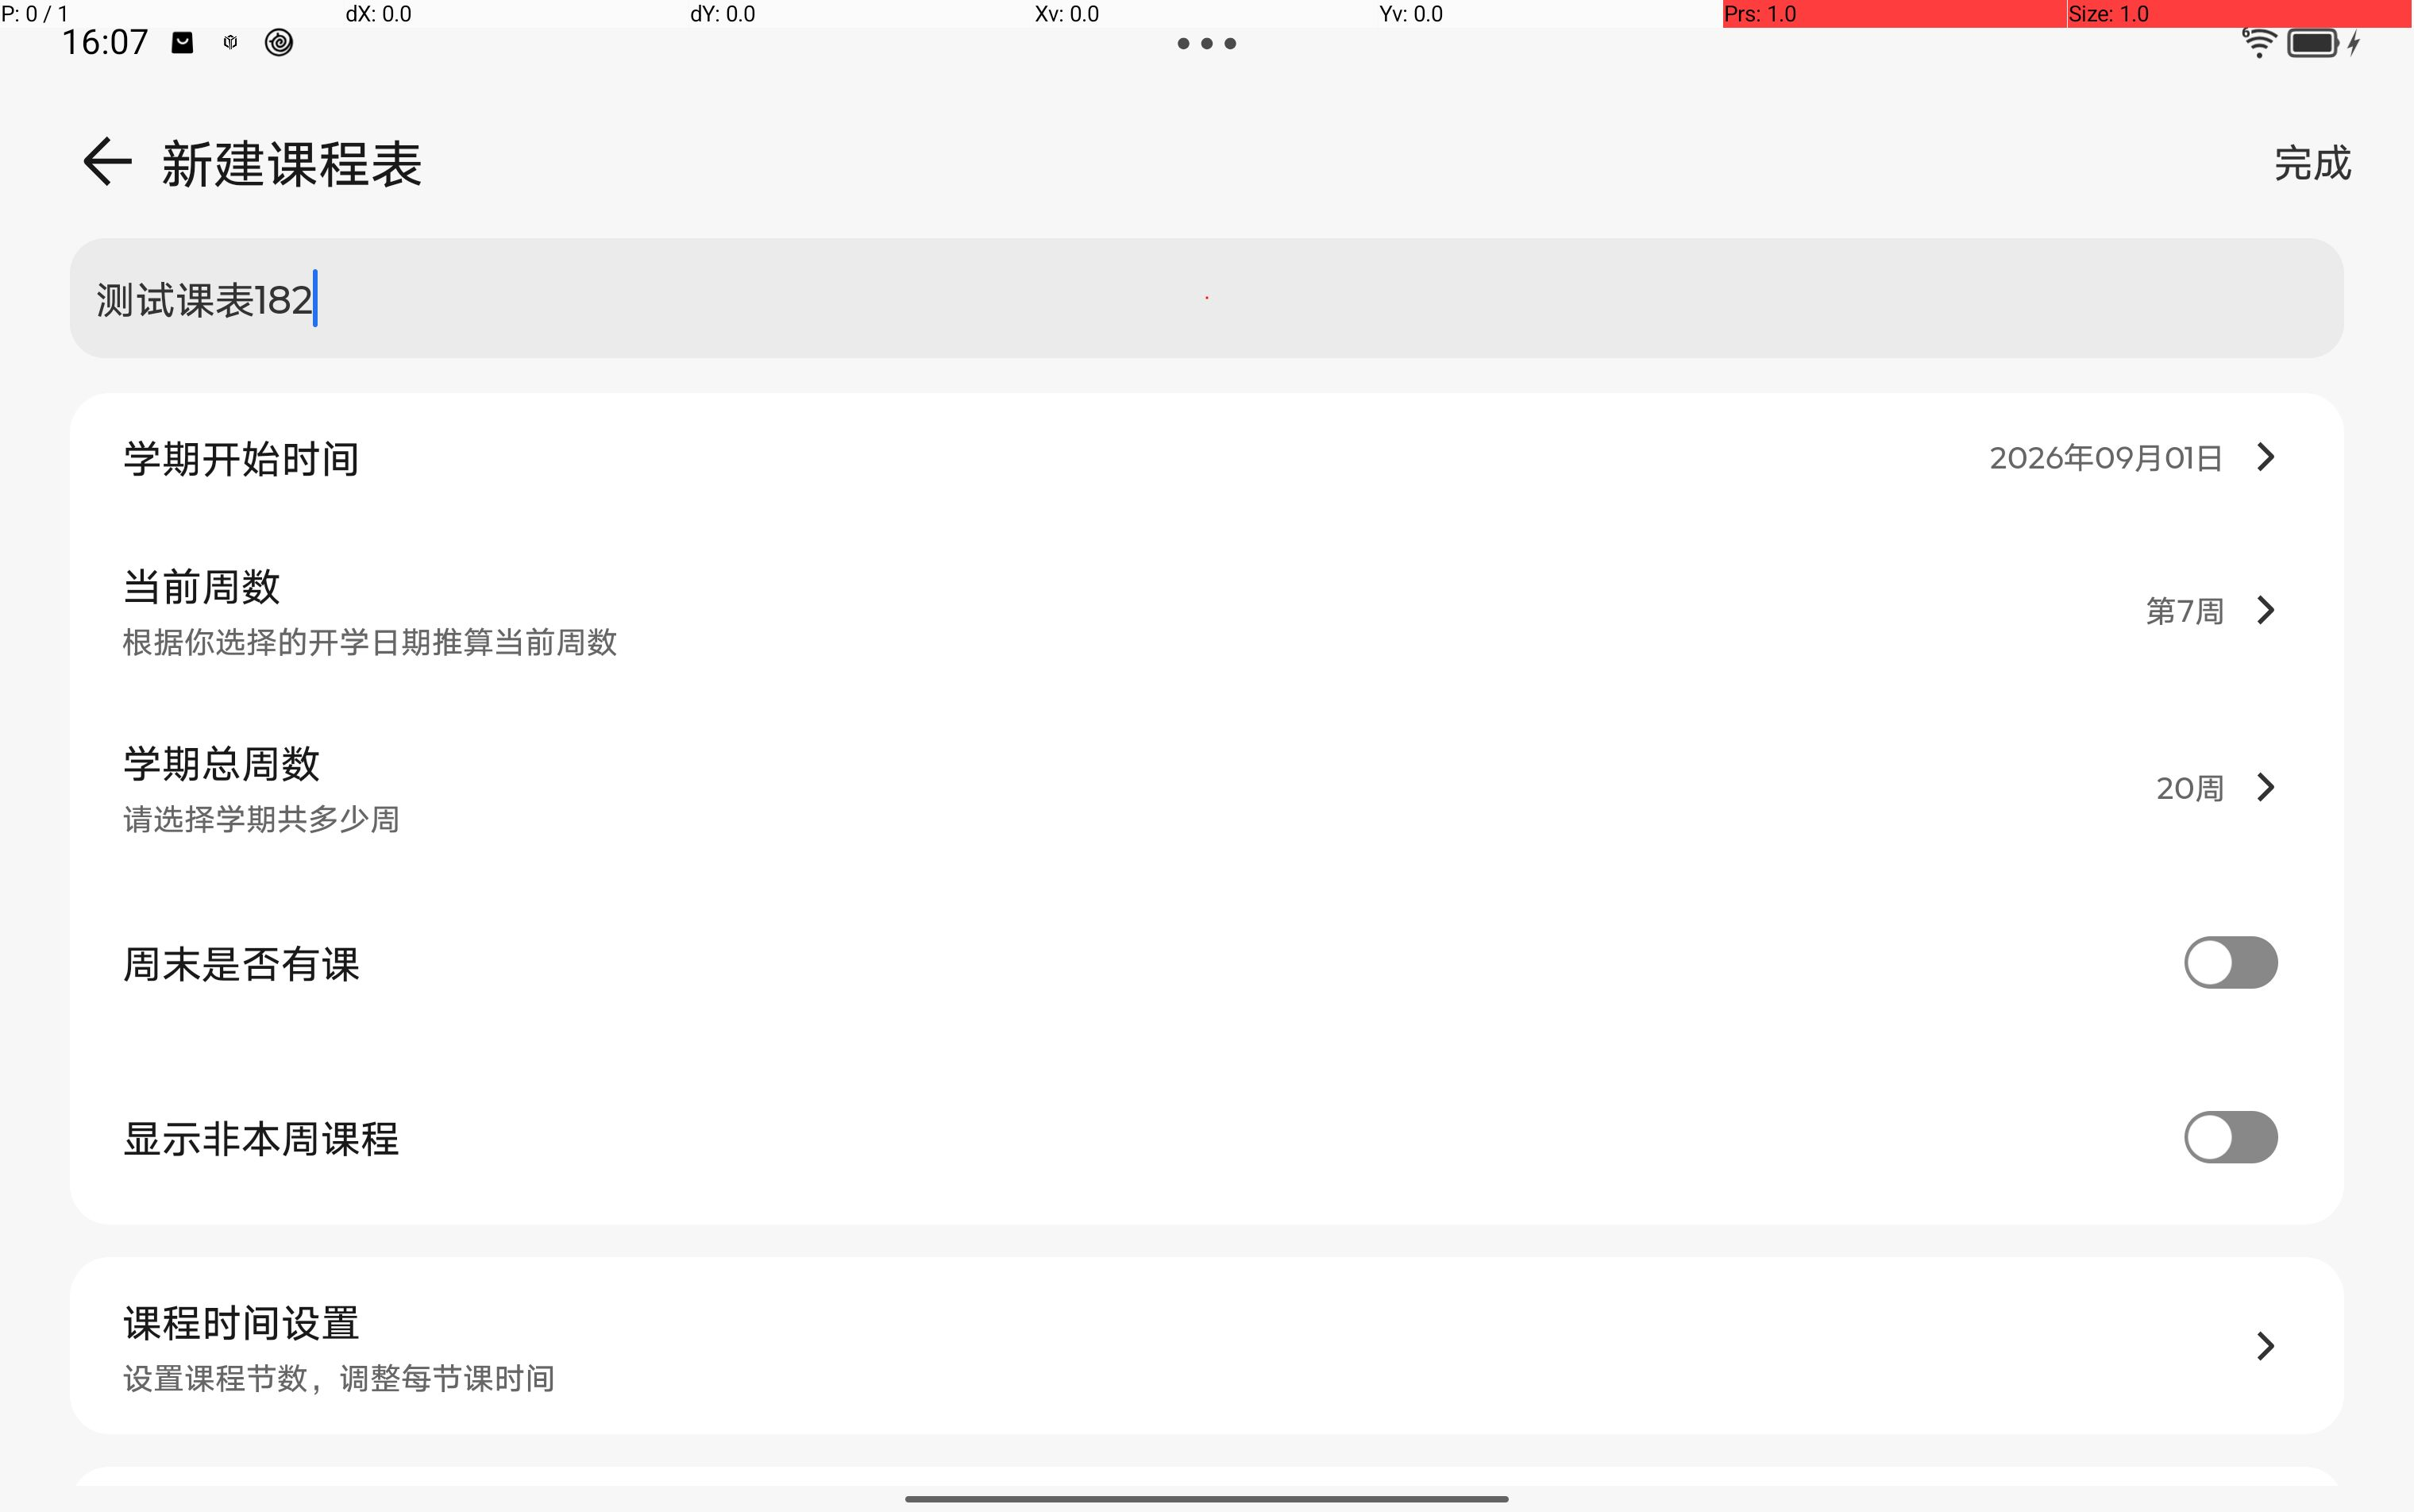 P: 0 / 1 dX: 0.0 dY: 0.0 Xv: 0.0 Yv: 0.0 Prs: 1.0 Size: 1.0
16:07
新建课程表 完成
测试课表182
学期开始时间 2026年09月01日
当前周数 第7周
根据你选择的开学日期推算当前周数
学期总周数 20周
请选择学期共多少周
周末是否有课
显示非本周课程
课程时间设置
设置课程节数，调整每节课时间